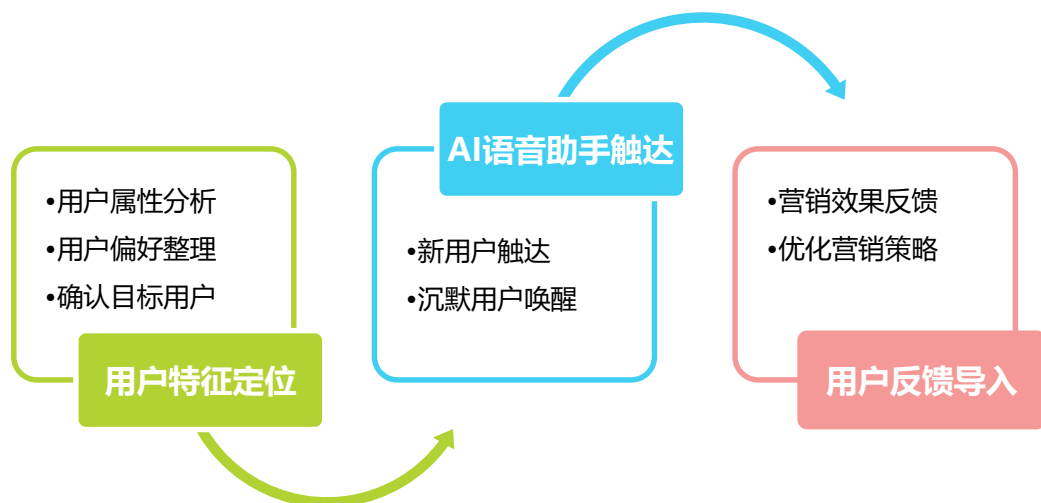 •用户属性分析
•用户偏好整理
•确认目标用户
用户特征定位
AI语音助手触达
•新用户触达
•沉默用户唤醒
•营销效果反馈
•优化营销策略
用户反馈导入